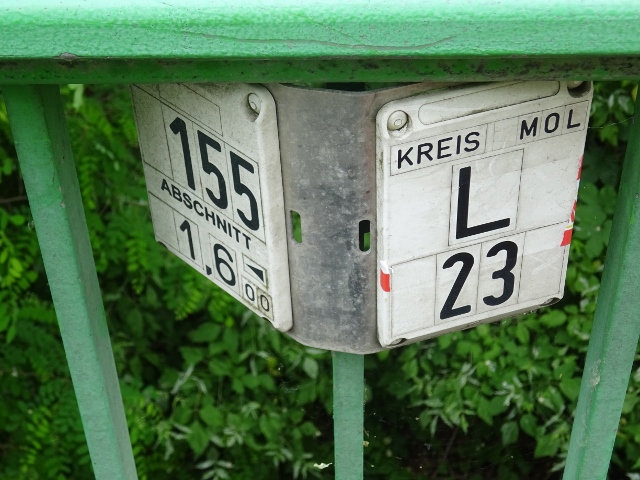 155
ABSCHNITT
1,6 00
KREIS MOL
L
23